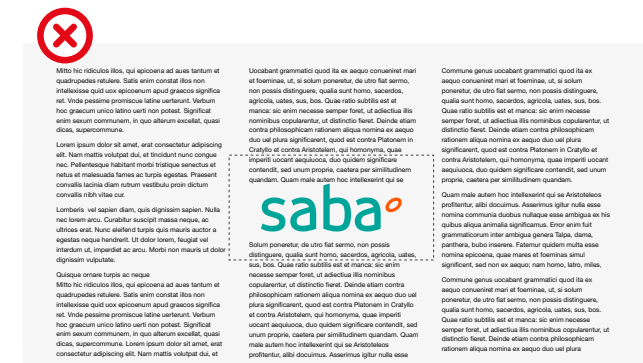 Mitto hic ridiculos illos, qui epicoena ad aues tantum et
quadrupedes retulere. Satis enim constat illos non
intellexisse quid uox epicoenum apud graecos significa
ret. Vnde pessime promiscue latine uerterunt. Verbum
hoc graecum unico latino uerti non potest. Significat
enim sexum communem, in quo alterum excellat, quasi
dicas, supercommune.
Lorem ipsum dolor sit amet, erat consectetur adipiscing
elit. Nam mattis volutpat dui, et tincidunt nunc congue
nec. Pellentesque habitant morbi tristique senectus et
netus et malesuada fames ac turpis egestas. Praesent
convallis lacinia diam rutrum vestibulu proin dictum
convallis nibh vitae cur.
Lomberis vel sapien diam, quis dignissim sapien. Nulla
nec lorem arcu. Curabitur suscipit massa neque, ac
ultrices erat. Nunc eleifend turpis quis mauris auctor a
egestas neque hendrerit. Ut dolor lorem, feugiat vel
interdum ut, imperdiet ac arcu. Morbi non mauris ut dolor
dignissim vulputate.
Quisque ornare turpis ac neque
Mitto hic ridiculos illos, qui epicoena ad aues tantum et
quadrupedes retulere. Satis enim constat illos non
intellexisse quid uox epicoenum apud graecos significa
ret. Vnde pessime promiscue latine uerterunt. Verbum
hoc graecum unico latino uerti non potest. Significat
enim sexum communem, in quo alterum excellat, quasi
dicas, supercommune. Lorem ipsum dolor sit amet, erat
consectetur adipiscing elit. Nam mattis volutpat dui, et
Uocabant grammatici quod ita ex aequo conueniret mari
et foeminae, ut, si solum poneretur, de utro fiat sermo,
non possis distinguere, qualia sunt homo, sacerdos,
agricola, uates, sus, bos. Quae ratio subtilis est et
manca: sic enim necesse semper foret, ut adiectiua illis
nominibus copularentur, ut distinctio fieret. Deinde etiam
contra philosophicam rationem aliqua nomina ex aequo
duo uel plura significarent, quod est contra Platonem in
Cratyllo et contra Aristotelem, qui homonyma, quae
imperiti uocant aequiuoca, duo quidem significare
contendit, sed unum proprie, caetera per similitudinem
quandam. Quam male autem hoc intellexerint qui se
saba
Solum poneretur, de utro fiat sermo, non possis
distinguere, qualia sunt homo, sacerdos, agricola, uates,
sus, bos. Quae ratio subtilis est et manca: sic enim
necesse semper foret, ut adiectiua illis nominibus
copularentur, ut distinctio fieret. Deinde etiam contra
philosophicam rationem aliqua nomina ex aequo duo uel
plura significarent, quod est contra Platonem in Cratyllo
et contra Aristotelem, qui homonyma, quae imperiti
uocant aequiuoca, duo quidem significare contendit, sed
unum proprie, caetera per similitudinem quandam. Quam
male autem hoc intellexerint qui se Aristoteleos
profitentur, alibi docuimus. Asserimus igitur nulla esse
Commune genus uocabant grammatici quod ita ex
aequo conueniret mari et foeminae, ut, si solum
poneretur, de utro fiat sermo, non possis distinguere,
qualia sunt homo, sacerdos, agricola, uates, sus, bos.
Quae ratio subtilis est et manca: sic enim necesse
semper foret, ut adiectiua illis nominibus copularentur, ut
distinctio fieret. Deinde etiam contra philosophicam
rationem aliqua nomina ex aequo duo uel plura
significarent, quod est contra Platonem in Cratyllo et
contra Aristotelem, qui homonyma, quae imperiti uocant
aequiuoca, duo quidem significare contendit, sed unum
proprie, caetera per similitudinem quandam.
Quam male autem hoc intellexerint qui se Aristoteleos
profitentur, alibi docuimus. Asserimus igitur nulla esse
nomina communia duobus nullaque esse ambigua ex his
quibus aliqua animalia significamus. Error enim fuit
grammaticorum inter ambigua genera Talpa, dama,
panthera, bubo inserere. Fatemur quidem multa esse
nomina epicoena, quae mares et foeminas simul
significent, sed non ex aequo; nam homo, latro, miles,
Commune genus uocabant grammatici quod ita ex
aequo conueniret mari et foeminae, ut, si solum
poneretur, de utro fiat sermo, non possis distinguere,
qualia sunt homo, sacerdos, agricola, uates, sus, bos.
Quae ratio subtilis est et manca: sic enim necesse
semper foret, ut adiectiua illis nominibus copularentur, ut
distinctio fieret. Deinde etiam contra philosophicam
rationem aliqua nomina ex aequo duo uel plura